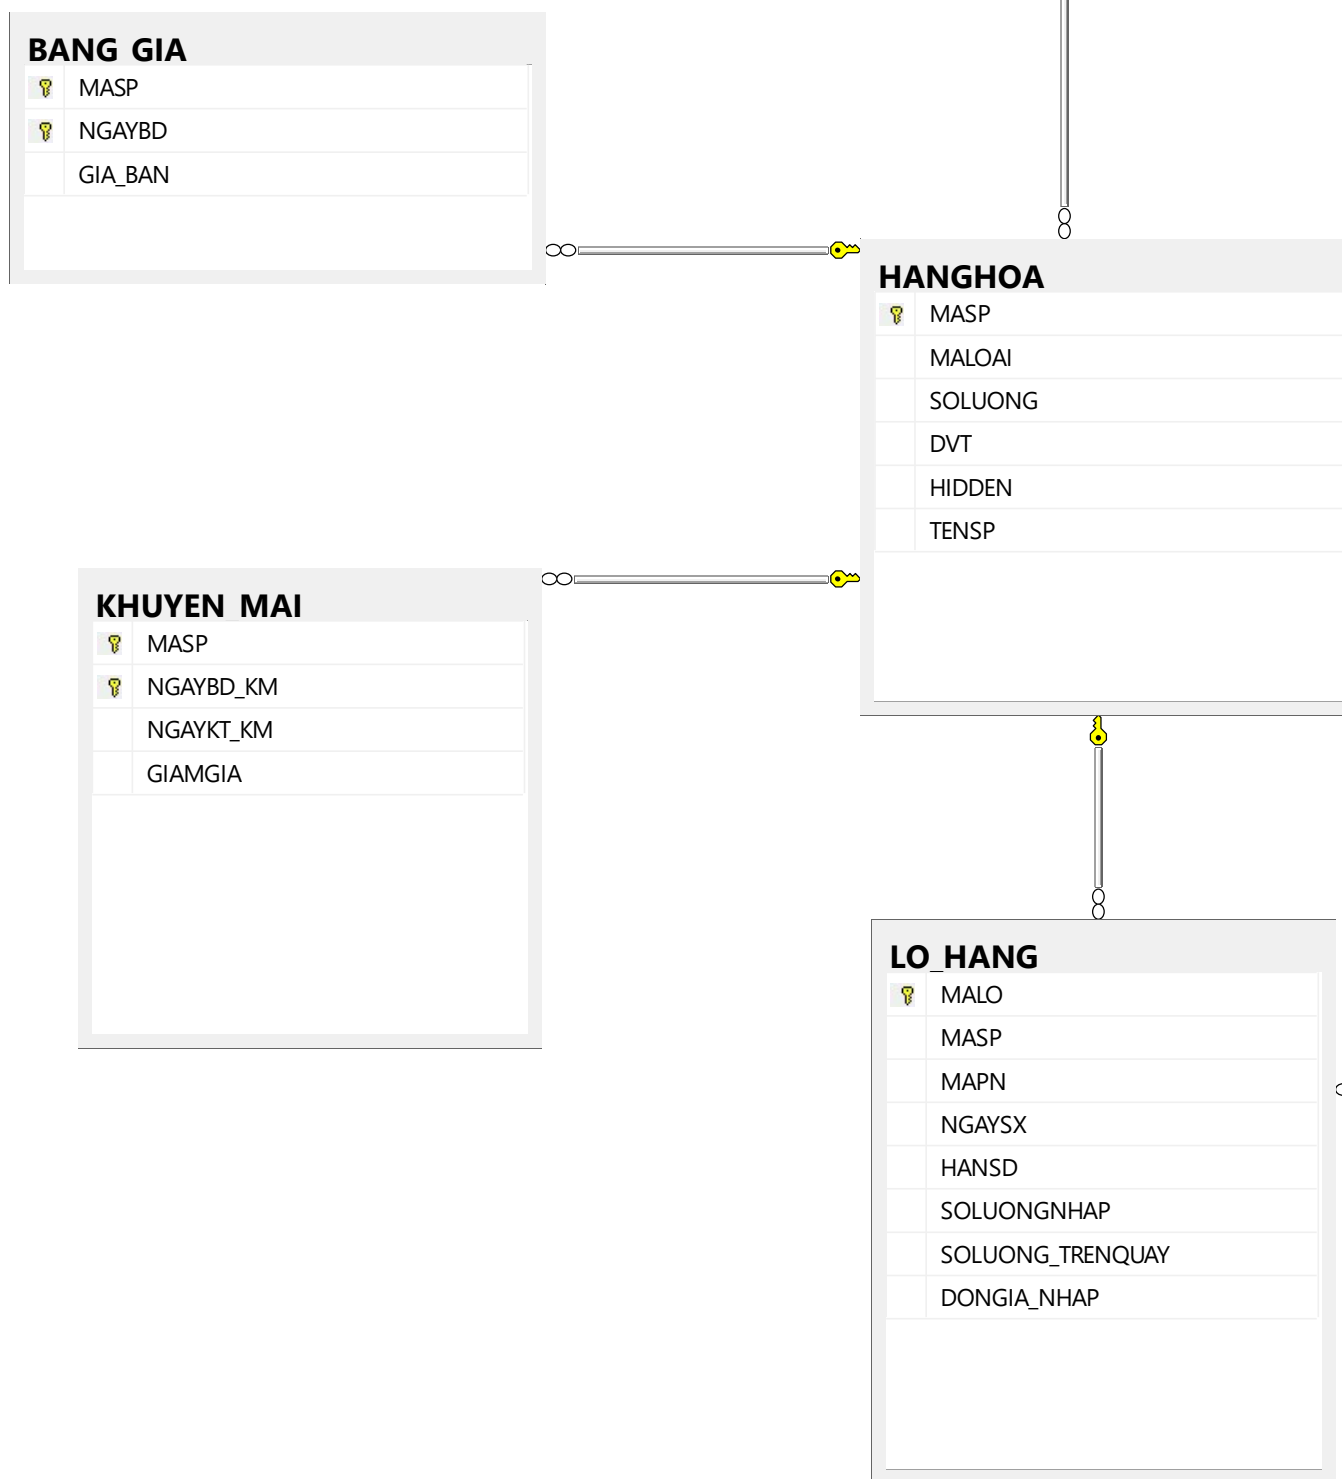 BANG_GIA
MASP
NGAYBD
GIA_BAN
HANGHOA
MASP
MALOAI
SOLUONG
DVT
HIDDEN
TENSP
KHUYEN_MAI
MASP
NGAYBD_KM
NGAYKT_KM
GIAMGIA
LO_HANG
MALO
MASP
MAPN
NGAYSX
HANSD
SOLUONGNHAP
SOLUONG_TRENQUAY
DONGIA_NHAP